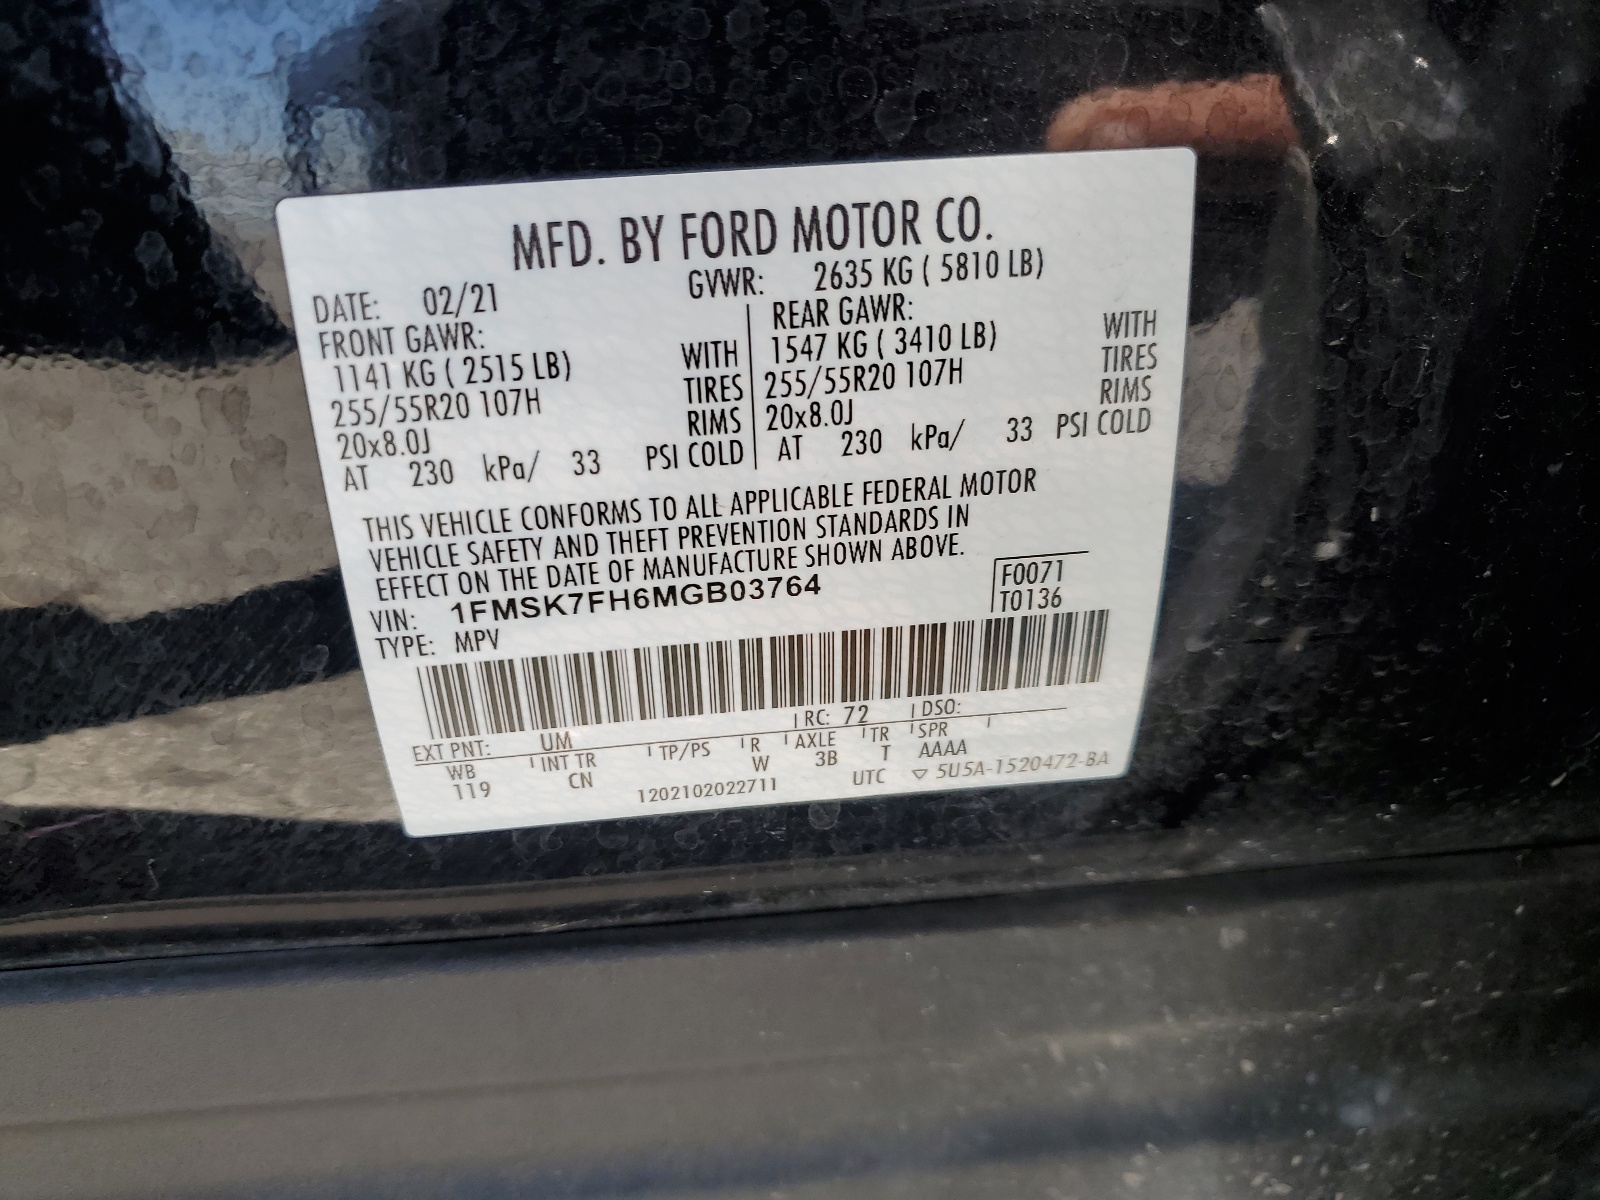 MFD. BY FORD MOTOR CO.
DATE: 02/21 GVWR: 2635 KG ( 5810 LB)
FRONT GAWR: REAR GAWR:
1141 KG ( 2515 LB) WITH 1547 KG ( 3410 LB) WITH
255/55R20 107H TIRES 255/55R20 107H TIRES
20x8.0J RIMS 20x8.0J RIMS
AT 230 kPa/ 33 PSI COLD AT 230 kPa/ 33 PSI COLD
THIS VEHICLE CONFORMS TO ALL APPLICABLE FEDERAL MOTOR
VEHICLE SAFETY AND THEFT PREVENTION STANDARDS IN
EFFECT ON THE DATE OF MANUFACTURE SHOWN ABOVE.
VIN: 1FMSK7FH6MGB03764 F0071
TYPE: MPV T0136
EXT PNT: UM RC: 72 DSO:
WB INT TR TP/PS R AXLE TR SPR
119 CN W 3B T AAAA
1202102022711 UTC ▽ 5U5A-1520472-BA